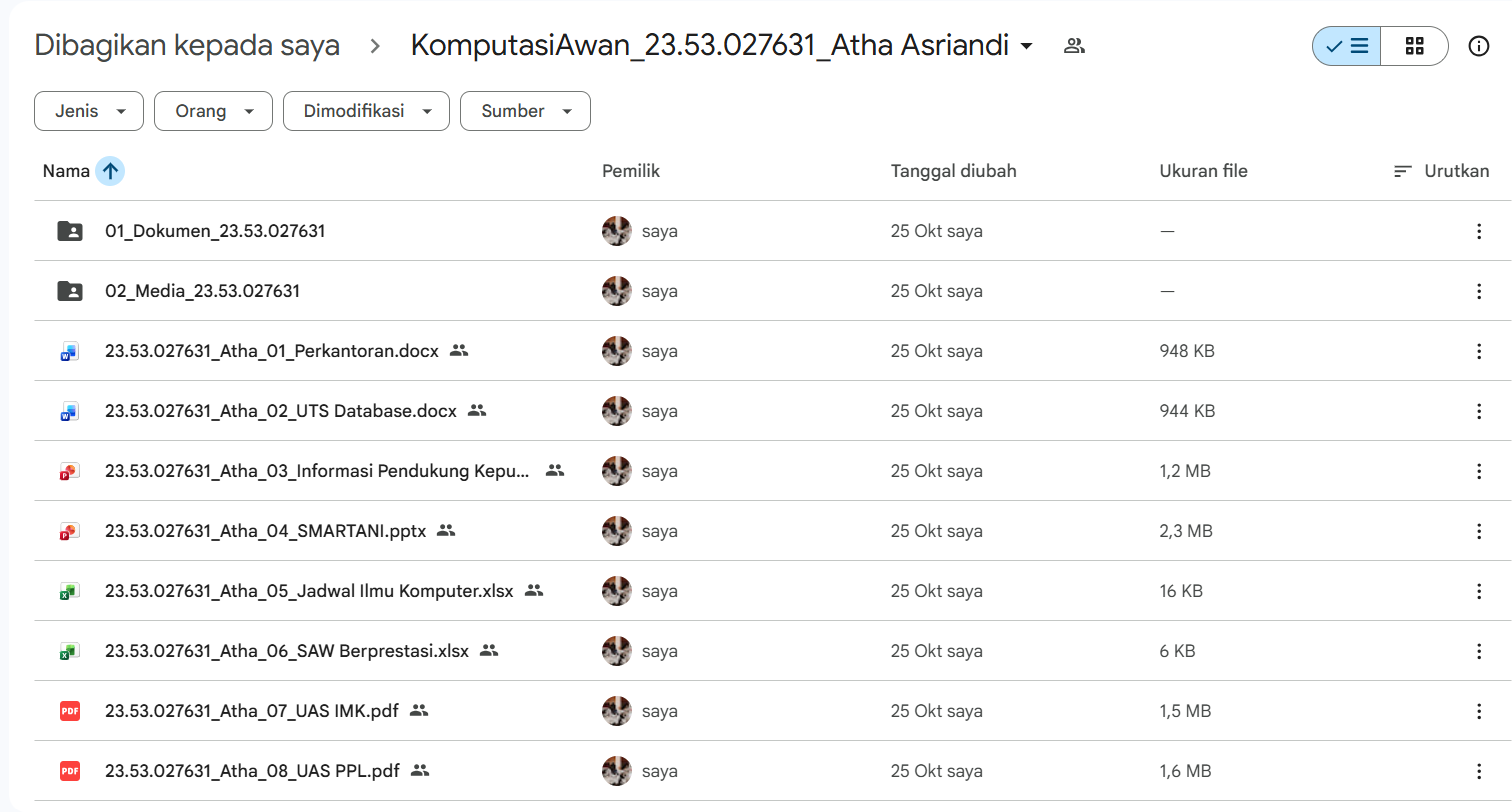 Dibagikan kepada saya > KomputasiAwan_23.53.027631_Atha Asriandi
Jenis Orang Dimodifikasi Sumber
Nama Pemilik Tanggal diubah Ukuran file Urutkan
01_Dokumen_23.53.027631 saya 25 Okt saya —
02_Media_23.53.027631 saya 25 Okt saya —
23.53.027631_Atha_01_Perkantoran.docx saya 25 Okt saya 948 KB
23.53.027631_Atha_02_UTS Database.docx saya 25 Okt saya 944 KB
23.53.027631_Atha_03_Informasi Pendukung Kepu... saya 25 Okt saya 1,2 MB
23.53.027631_Atha_04_SMARTANI.pptx saya 25 Okt saya 2,3 MB
23.53.027631_Atha_05_Jadwal Ilmu Komputer.xlsx saya 25 Okt saya 16 KB
23.53.027631_Atha_06_SAW Berprestasi.xlsx saya 25 Okt saya 6 KB
PDF 23.53.027631_Atha_07_UAS IMK.pdf saya 25 Okt saya 1,5 MB
PDF 23.53.027631_Atha_08_UAS PPL.pdf saya 25 Okt saya 1,6 MB